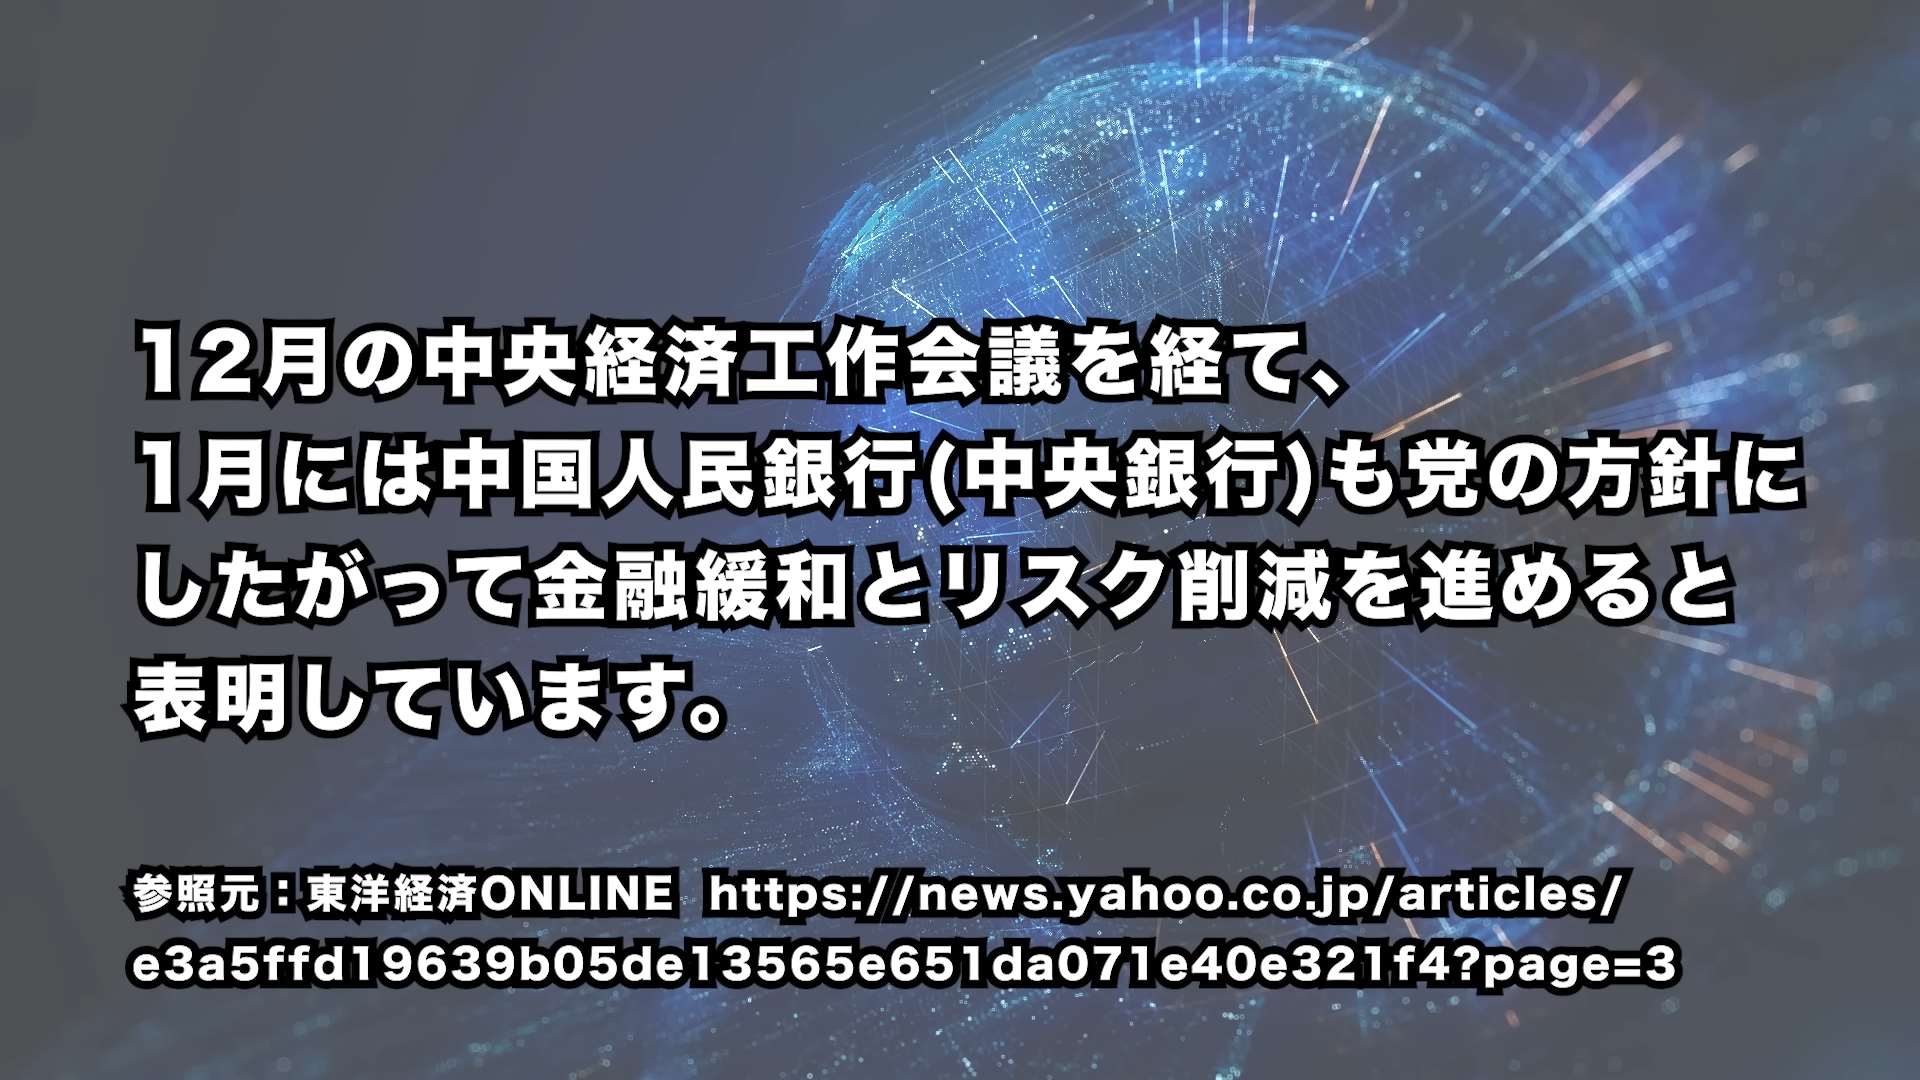 12月の中央経済工作会議を経て、
1月には中国人民銀行(中央銀行)も党の方針に
したがって金融緩和とリスク削減を進めると
表明しています。
参照元：東洋経済ONLINE https://news.yahoo.co.jp/articles/
e3a5ffd19639b05de13565e651da071e40e321f4?page=3